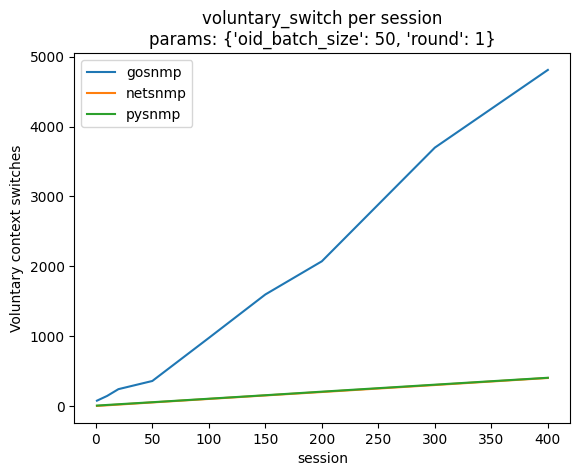 voluntary_switch per session
params: {'oid_batch_size': 50, 'round': 1}
gosnmp
netsnmp
pysnmp
Voluntary context switches
5000
4000
3000
2000
1000
0
0 50 100 150 200 250 300 350 400
session